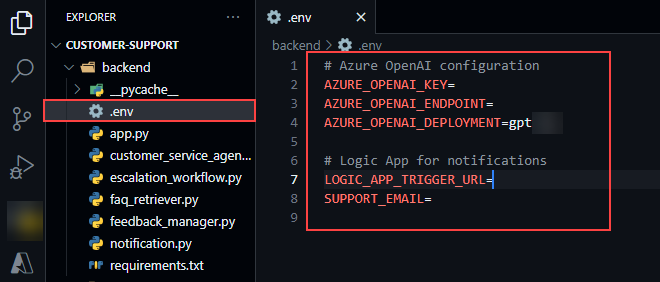 EXPLORER
CUSTOMER-SUPPORT
backend
__pycache__
.env
app.py
customer_service_agen...
escalation_workflow.py
faq_retriever.py
feedback_manager.py
notification.py
requirements.txt
.env
backend > .env
1 # Azure OpenAI configuration
2 AZURE_OPENAI_KEY=
3 AZURE_OPENAI_ENDPOINT=
4 AZURE_OPENAI_DEPLOYMENT=gpt
5
6 # Logic App for notifications
7 LOGIC_APP_TRIGGER_URL=
8 SUPPORT_EMAIL=
9